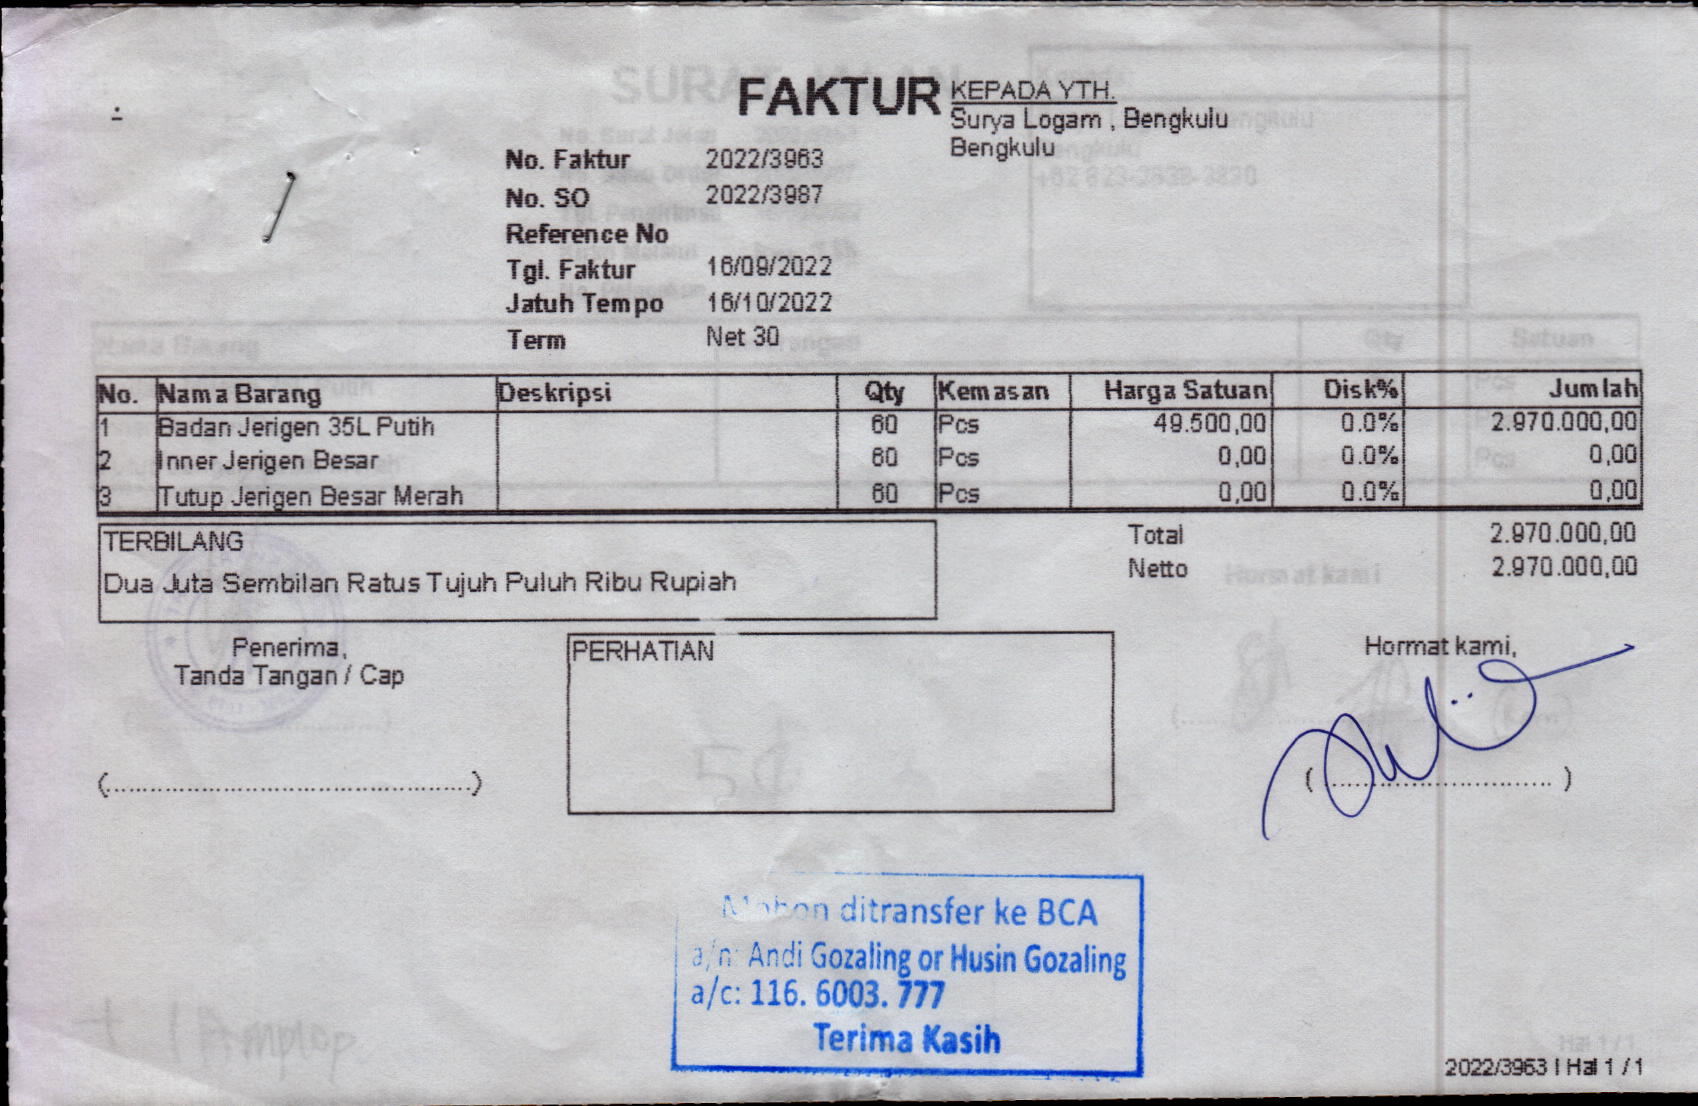 FAKTUR
KEPADA YTH.
Surya Logam , Bengkulu
Bengkulu
No. Faktur 2022/3963
No. SO 2022/3987
Reference No
Tgl. Faktur 16/09/2022
Jatuh Tempo 16/10/2022
Term Net 30
No. Nama Barang Deskripsi Qty Kemasan Harga Satuan Disk% Jumlah
1 Badan Jerigen 35L Putih 60 Pcs 49.500,00 0.0% 2.970.000,00
2 Inner Jerigen Besar 60 Pcs 0,00 0.0% 0,00
3 Tutup Jerigen Besar Merah 60 Pcs 0,00 0.0% 0,00
TERBILANG
Dua Juta Sembilan Ratus Tujuh Puluh Ribu Rupiah
Total 2.970.000,00
Netto 2.970.000,00
Penerima,
Tanda Tangan / Cap
(................................................)
PERHATIAN
Hormat kami,
(.............................)
Mohon ditransfer ke BCA
a/n: Andi Gozaling or Husin Gozaling
a/c: 116. 6003. 777
Terima Kasih
2022/3963 | Hal 1 / 1